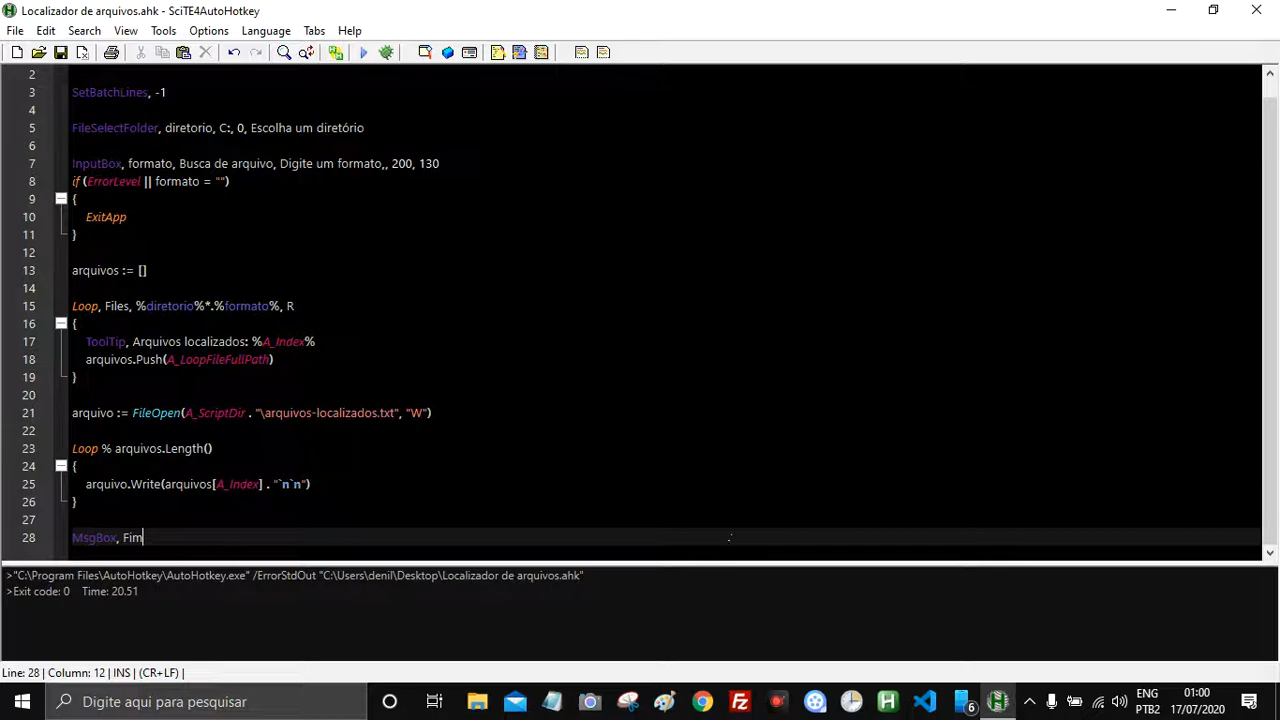 Localizador de arquivos.ahk - SciTE4AutoHotkey
File Edit Search View Tools Options Language Tabs Help
2
3 SetBatchLines, -1
4
5 FileSelectFolder, diretorio, C:, 0, Escolha um diretório
6
7 InputBox, formato, Busca de arquivo, Digite um formato,, 200, 130
8 if (ErrorLevel || formato = "")
9 {
10 ExitApp
11 }
12
13 arquivos := []
14
15 Loop, Files, %diretorio%*.%formato%, R
16 {
17 ToolTip, Arquivos localizados: %A_Index%
18 arquivos.Push(A_LoopFileFullPath)
19 }
20
21 arquivo := FileOpen(A_ScriptDir . "\arquivos-localizados.txt", "W")
22
23 Loop % arquivos.Length()
24 {
25 arquivo.Write(arquivos[A_Index] . "`n`n")
26 }
27
28 MsgBox, Fim
>"C:\Program Files\AutoHotkey\AutoHotkey.exe" /ErrorStdOut "C:\Users\denil\Desktop\Localizador de arquivos.ahk"
>Exit code: 0 Time: 20.51
Line: 28 | Column: 12 | INS | (CR+LF) |
Digite aqui para pesquisar
6
ENG
PTB2
01:00
17/07/2020